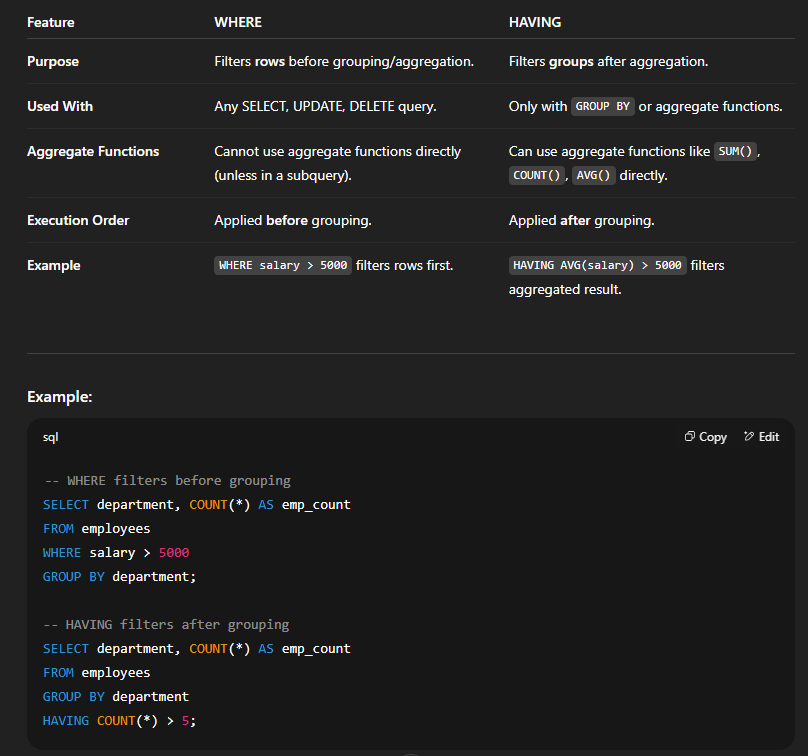 Feature WHERE HAVING
Purpose Filters rows before grouping/aggregation. Filters groups after aggregation.
Used With Any SELECT, UPDATE, DELETE query. Only with GROUP BY or aggregate functions.
Aggregate Functions Cannot use aggregate functions directly Can use aggregate functions like SUM(),
(unless in a subquery). COUNT(), AVG() directly.
Execution Order Applied before grouping. Applied after grouping.
Example WHERE salary > 5000 filters rows first. HAVING AVG(salary) > 5000 filters
aggregated result.
Example:
sql Copy Edit
-- WHERE filters before grouping
SELECT department, COUNT(*) AS emp_count
FROM employees
WHERE salary > 5000
GROUP BY department;
-- HAVING filters after grouping
SELECT department, COUNT(*) AS emp_count
FROM employees
GROUP BY department
HAVING COUNT(*) > 5;